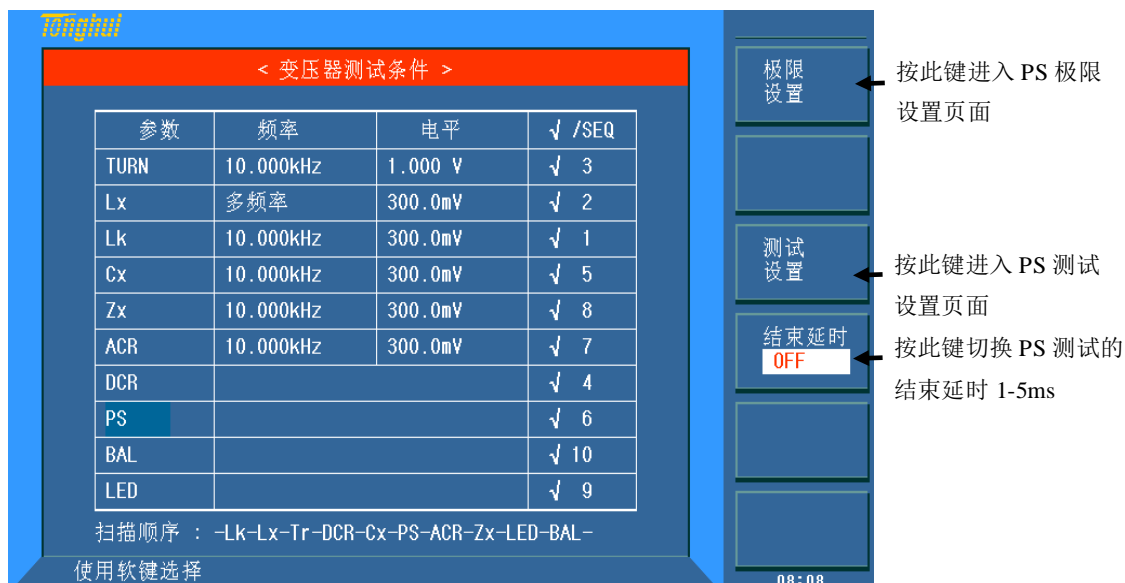 Tonghui
< 变压器测试条件 >
参数 频率 电平 √ /SEQ
TURN 10.000kHz 1.000 V √ 3
Lx 多频率 300.0mV √ 2
Lk 10.000kHz 300.0mV √ 1
Cx 10.000kHz 300.0mV √ 5
Zx 10.000kHz 300.0mV √ 8
ACR 10.000kHz 300.0mV √ 7
DCR √ 4
PS √ 6
BAL √ 10
LED √ 9
扫描顺序 : -Lk-Lx-Tr-DCR-Cx-PS-ACR-Zx-LED-BAL-
使用软键选择
极限
设置
测试
设置
结束延时
OFF
08:08
按此键进入 PS 极限
设置页面
按此键进入 PS 测试
设置页面
按此键切换 PS 测试的
结束延时 1-5ms